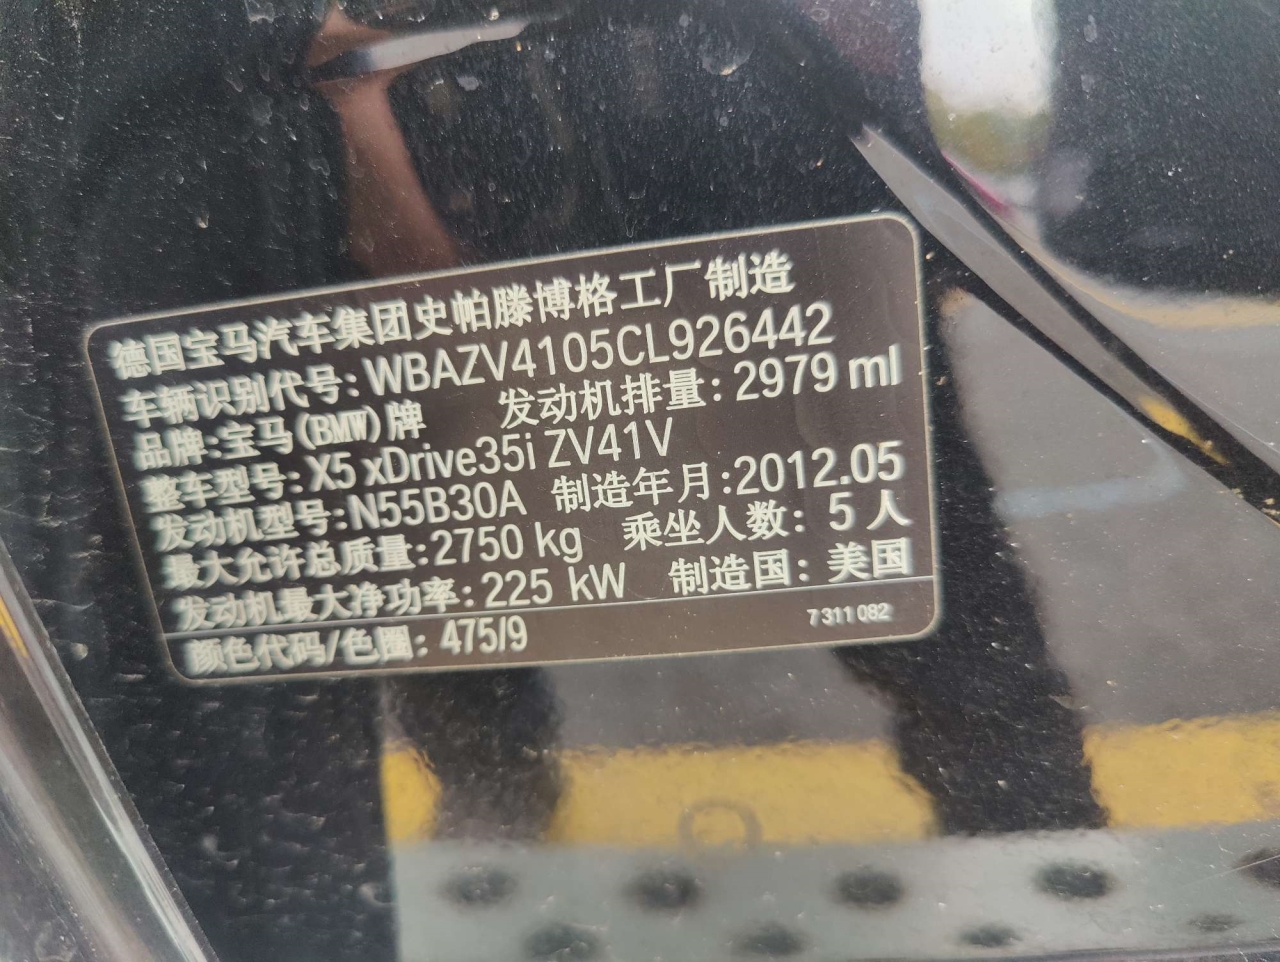 德国宝马汽车集团史帕滕博格工厂制造
车辆识别代号: WBAZV4105CL926442
品牌:宝马(BMW)牌 发动机排量: 2979 ml
整车型号: X5 xDrive35i ZV41V
发动机型号:N55B30A 制造年月:2012.05
最大允许总质量:2750 kg 乘坐人数: 5人
发动机最大净功率: 225 kW 制造国: 美国
颜色代码/色圈: 475/9 7 311 082